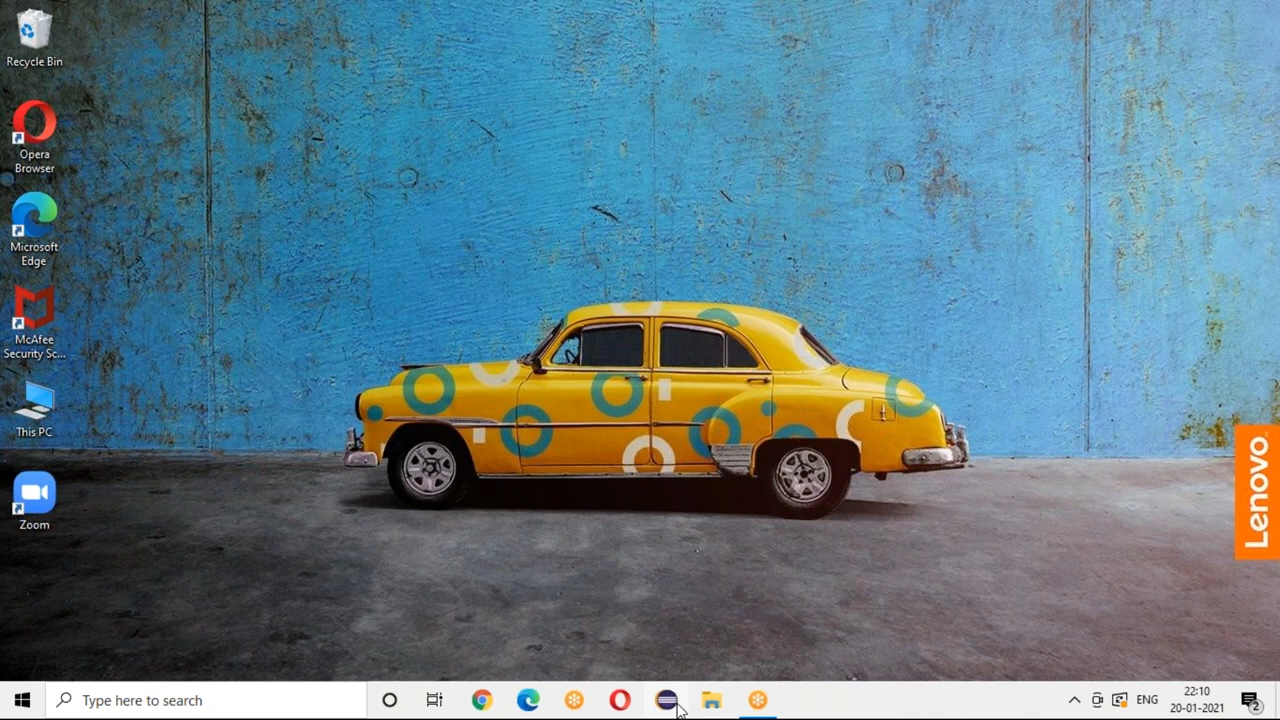 Recycle Bin
Opera
Browser
Microsoft
Edge
McAfee
Security Sc...
This PC
Zoom
Lenovo
Type here to search
ENG
22:10
20-01-2021
2